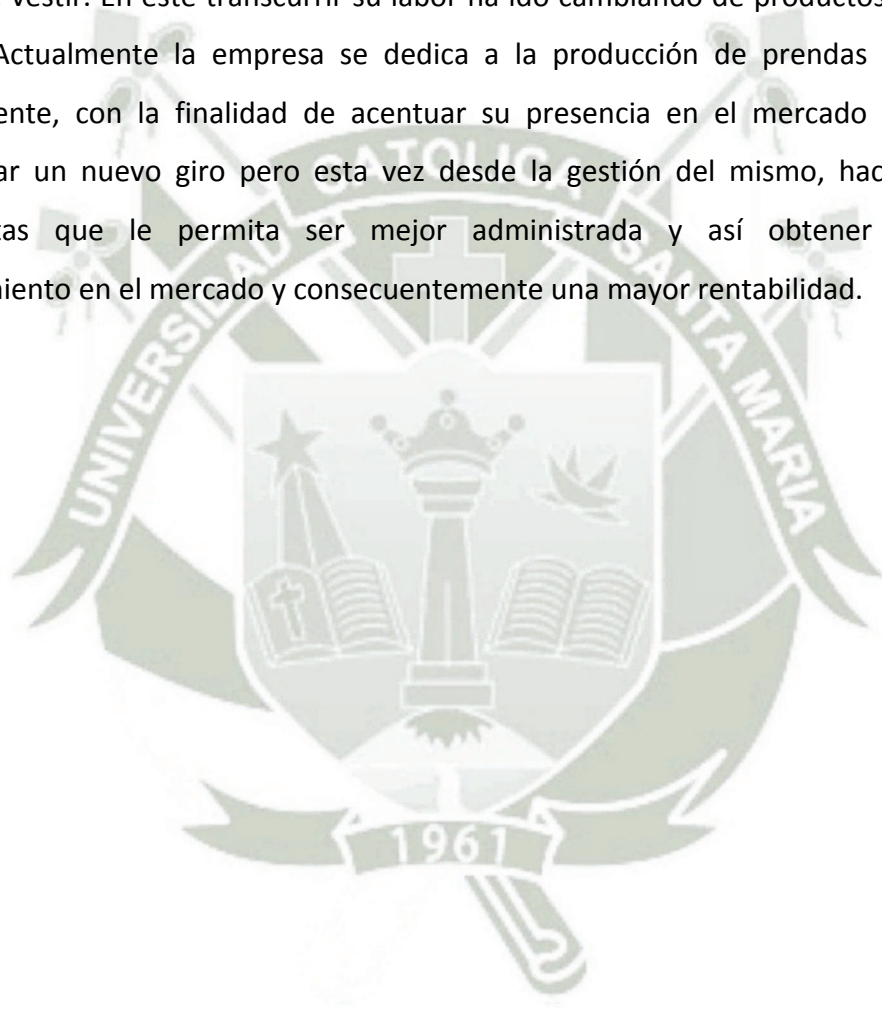 vestir. En este transcurrir su labor ha ido cambiando de productos
Actualmente la empresa se dedica a la producción de prendas
ente, con la finalidad de acentuar su presencia en el mercado
ar un nuevo giro pero esta vez desde la gestión del mismo, hac
tas que le permita ser mejor administrada y así obtener
iento en el mercado y consecuentemente una mayor rentabilidad.
UNIVERSIDAD CATOLICA SANTA MARIA
1961